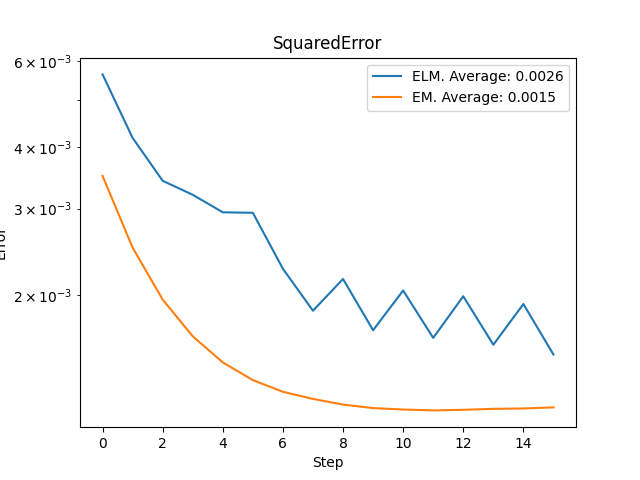 SquaredError
ELM. Average: 0.0026
EM. Average: 0.0015
6 × 10⁻³
4 × 10⁻³
3 × 10⁻³
2 × 10⁻³
Error
0 2 4 6 8 10 12 14
Step